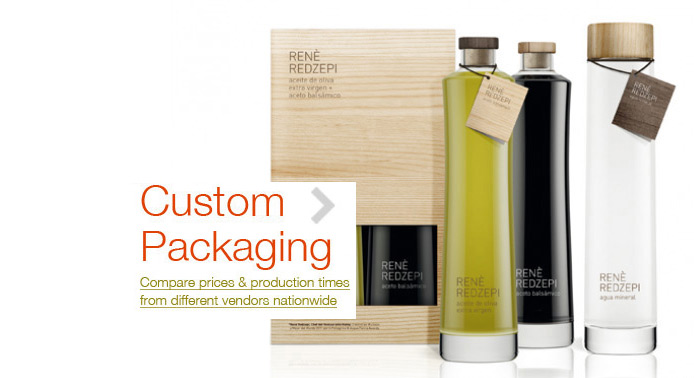 RENÈ
REDZEPI
aceite de oliva
extra virgen +
aceto balsámico
Custom
Packaging
Compare prices & production times
from different vendors nationwide
RENÈ
REDZEPI
aceto balsámico
RENÈ
REDZEPI
RENÈ
REDZEPI
aceite de oliva
extra virgen
RENÈ
REDZEPI
aceto balsámico
RENÈ
REDZEPI
RENÈ
REDZEPI
agua mineral